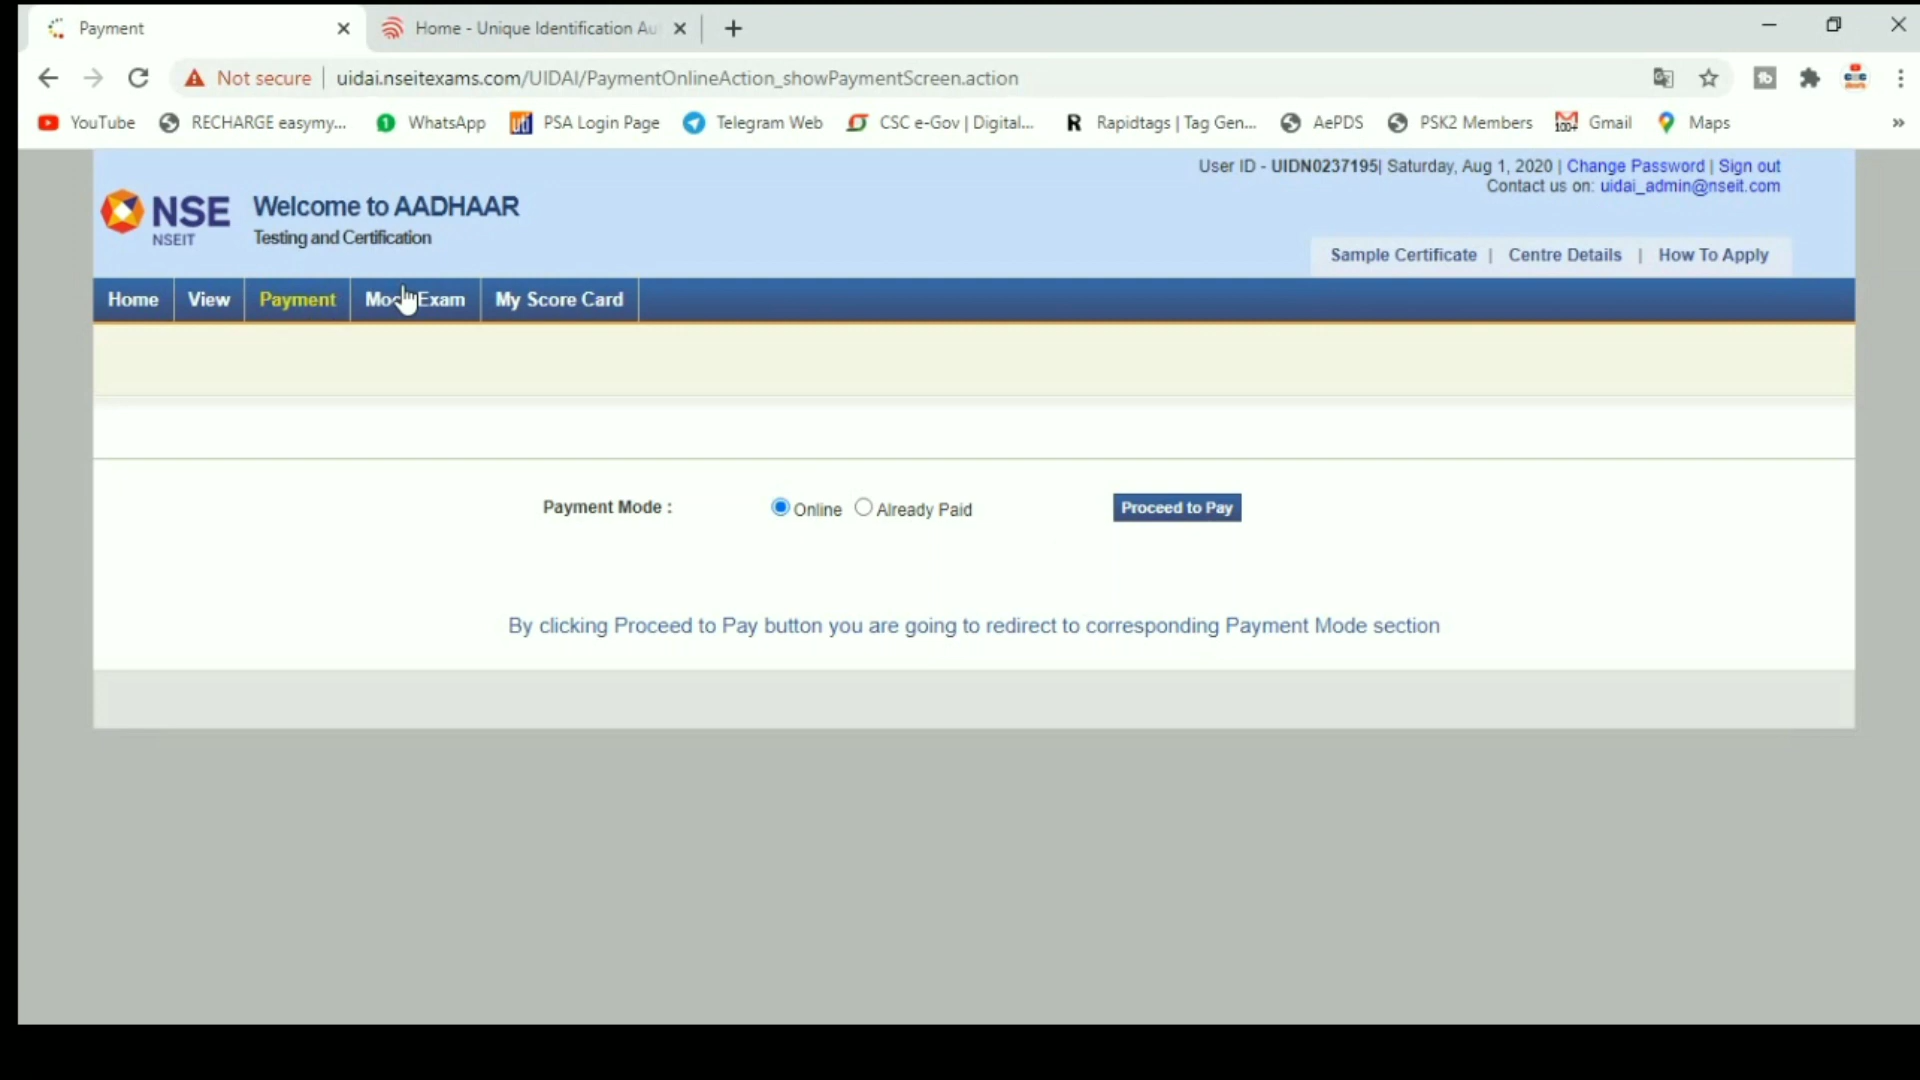 Payment
Home - Unique Identification Au
Not secure | uidai.nseitexams.com/UIDAI/PaymentOnlineAction_showPaymentScreen.action
YouTube RECHARGE easymy... WhatsApp PSA Login Page Telegram Web CSC e-Gov | Digital... Rapidtags | Tag Gen... AePDS PSK2 Members Gmail Maps »
User ID - UIDN0237195| Saturday, Aug 1, 2020 | Change Password | Sign out
Contact us on: uidai_admin@nseit.com
NSE
NSEIT
Welcome to AADHAAR
Testing and Certification
Sample Certificate | Centre Details | How To Apply
Home View Payment Exam My Score Card
Payment Mode : Online Already Paid Proceed to Pay
By clicking Proceed to Pay button you are going to redirect to corresponding Payment Mode section